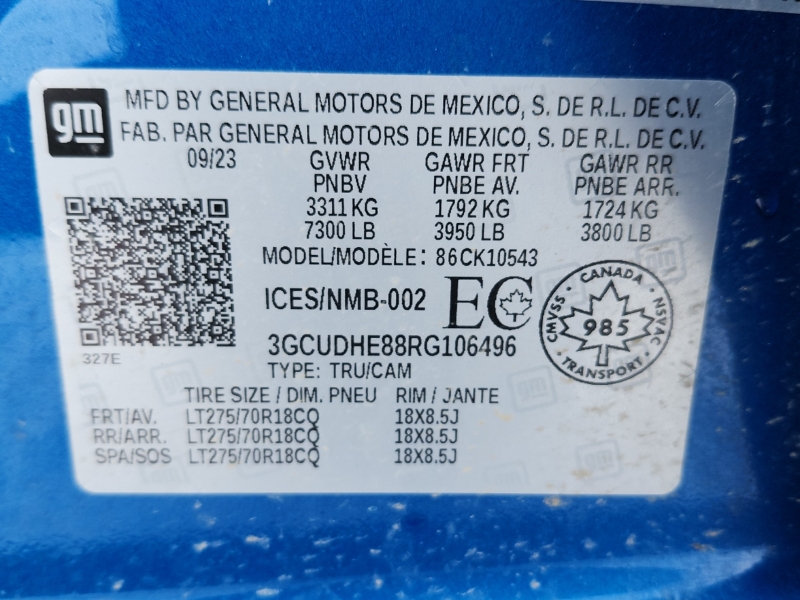 gm
MFD BY GENERAL MOTORS DE MEXICO, S. DE R.L. DE C.V.
FAB. PAR GENERAL MOTORS DE MEXICO, S. DE R.L. DE C.V.
09/23 GVWR GAWR FRT GAWR RR
PNBV PNBE AV. PNBE ARR.
3311 KG 1792 KG 1724 KG
7300 LB 3950 LB 3800 LB
MODEL/MODÈLE: 86CK10543
ICES/NMB-002 EC
CANADA
CMVSS 985 NSVAC
TRANSPORT
3GCUDHE88RG106496
327E
TYPE: TRU/CAM
TIRE SIZE / DIM. PNEU RIM / JANTE
FRT/AV. LT275/70R18CQ 18X8.5J
RR/ARR. LT275/70R18CQ 18X8.5J
SPA/SOS LT275/70R18CQ 18X8.5J